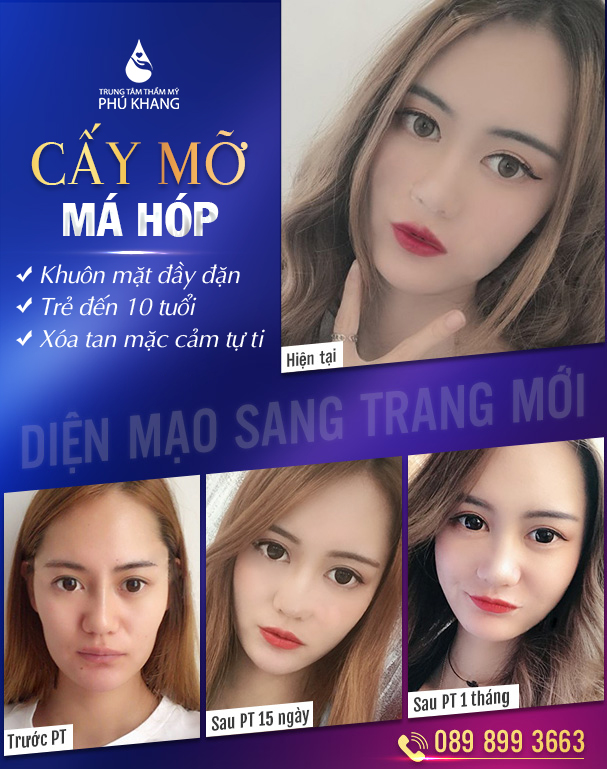 TRUNG TÂM THẨM MỸ
PHÚ KHANG
CẤY MỠ
MÁ HÓP
Khuôn mặt đầy đặn
Trẻ đến 10 tuổi
Xóa tan mặc cảm tự ti
Hiện tại
DIỆN MẠO SANG TRANG MỚI
Trước PT
Sau PT 15 ngày
Sau PT 1 tháng
089 899 3663